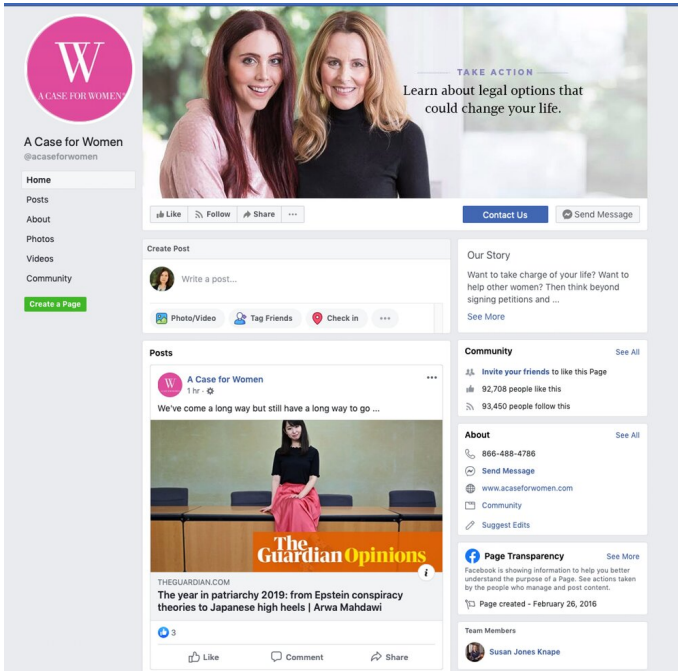 W
A CASE FOR WOMEN
A Case for Women
@acaseforwomen
Home
Posts
About
Photos
Videos
Community
Create a Page
TAKE ACTION
Learn about legal options that
could change your life.
Like Follow Share ...
Contact Us
Send Message
Create Post
Write a post...
Photo/Video Tag Friends Check in ...
Posts
W
A Case for Women
1 hr ·
...
We've come a long way but still have a long way to go ...
The
Guardian Opinions
i
THEGUARDIAN.COM
The year in patriarchy 2019: from Epstein conspiracy
theories to Japanese high heels | Arwa Mahdawi
3
Like Comment Share
Our Story
Want to take charge of your life? Want to
help other women? Then think beyond
signing petitions and ...
See More
Community See All
Invite your friends to like this Page
92,708 people like this
93,450 people follow this
About See All
866-488-4786
Send Message
www.acaseforwomen.com
Community
Suggest Edits
Page Transparency See More
Facebook is showing information to help you better
understand the purpose of a Page. See actions taken
by the people who manage and post content.
Page created - February 26, 2016
Team Members
Susan Jones Knape